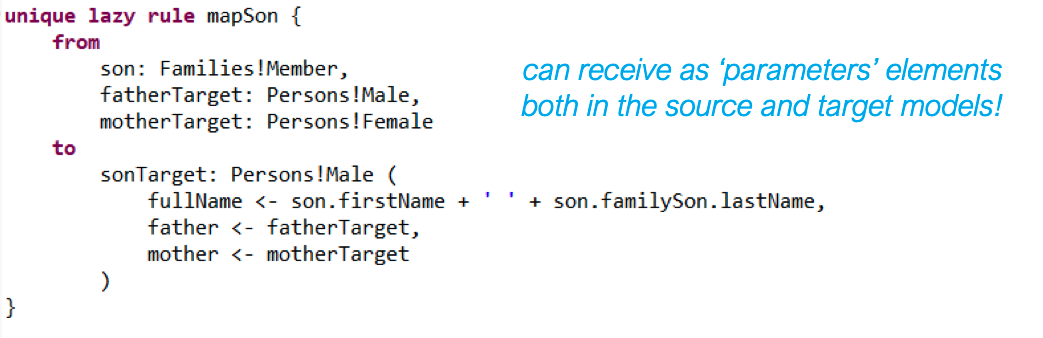 unique lazy rule mapSon {
    from
        son: Families!Member,
        fatherTarget: Persons!Male,
        motherTarget: Persons!Female
can receive as ‘parameters’ elements
both in the source and target models!
    to
        sonTarget: Persons!Male (
            fullName <- son.firstName + ' ' + son.familySon.lastName,
            father <- fatherTarget,
            mother <- motherTarget
        )
}